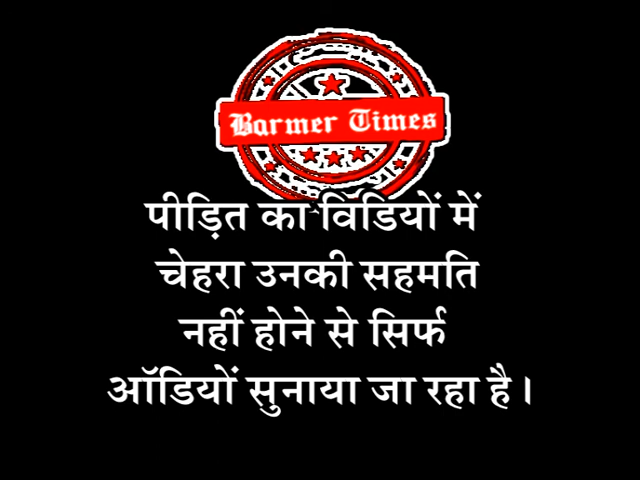 Barmer Times
पीड़ित का विडियों में
चेहरा उनकी सहमति
नहीं होने से सिर्फ
ऑडियों सुनाया जा रहा है।